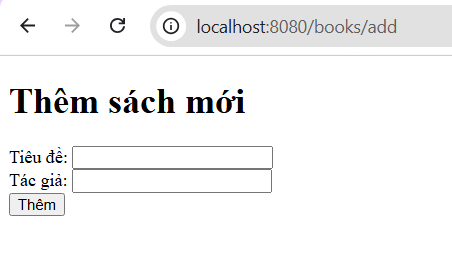 localhost:8080/books/add
Thêm sách mới
Tiêu đề:
Tác giả:
Thêm